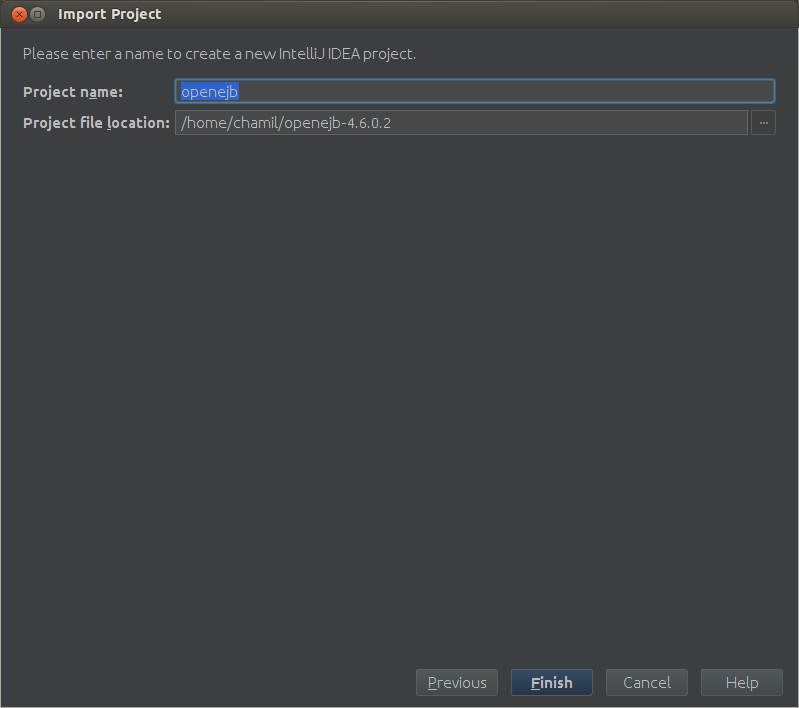 Import Project
Please enter a name to create a new IntelliJ IDEA project.
Project name: openejb
Project file location: /home/chamil/openejb-4.6.0.2 ...
Previous Finish Cancel Help